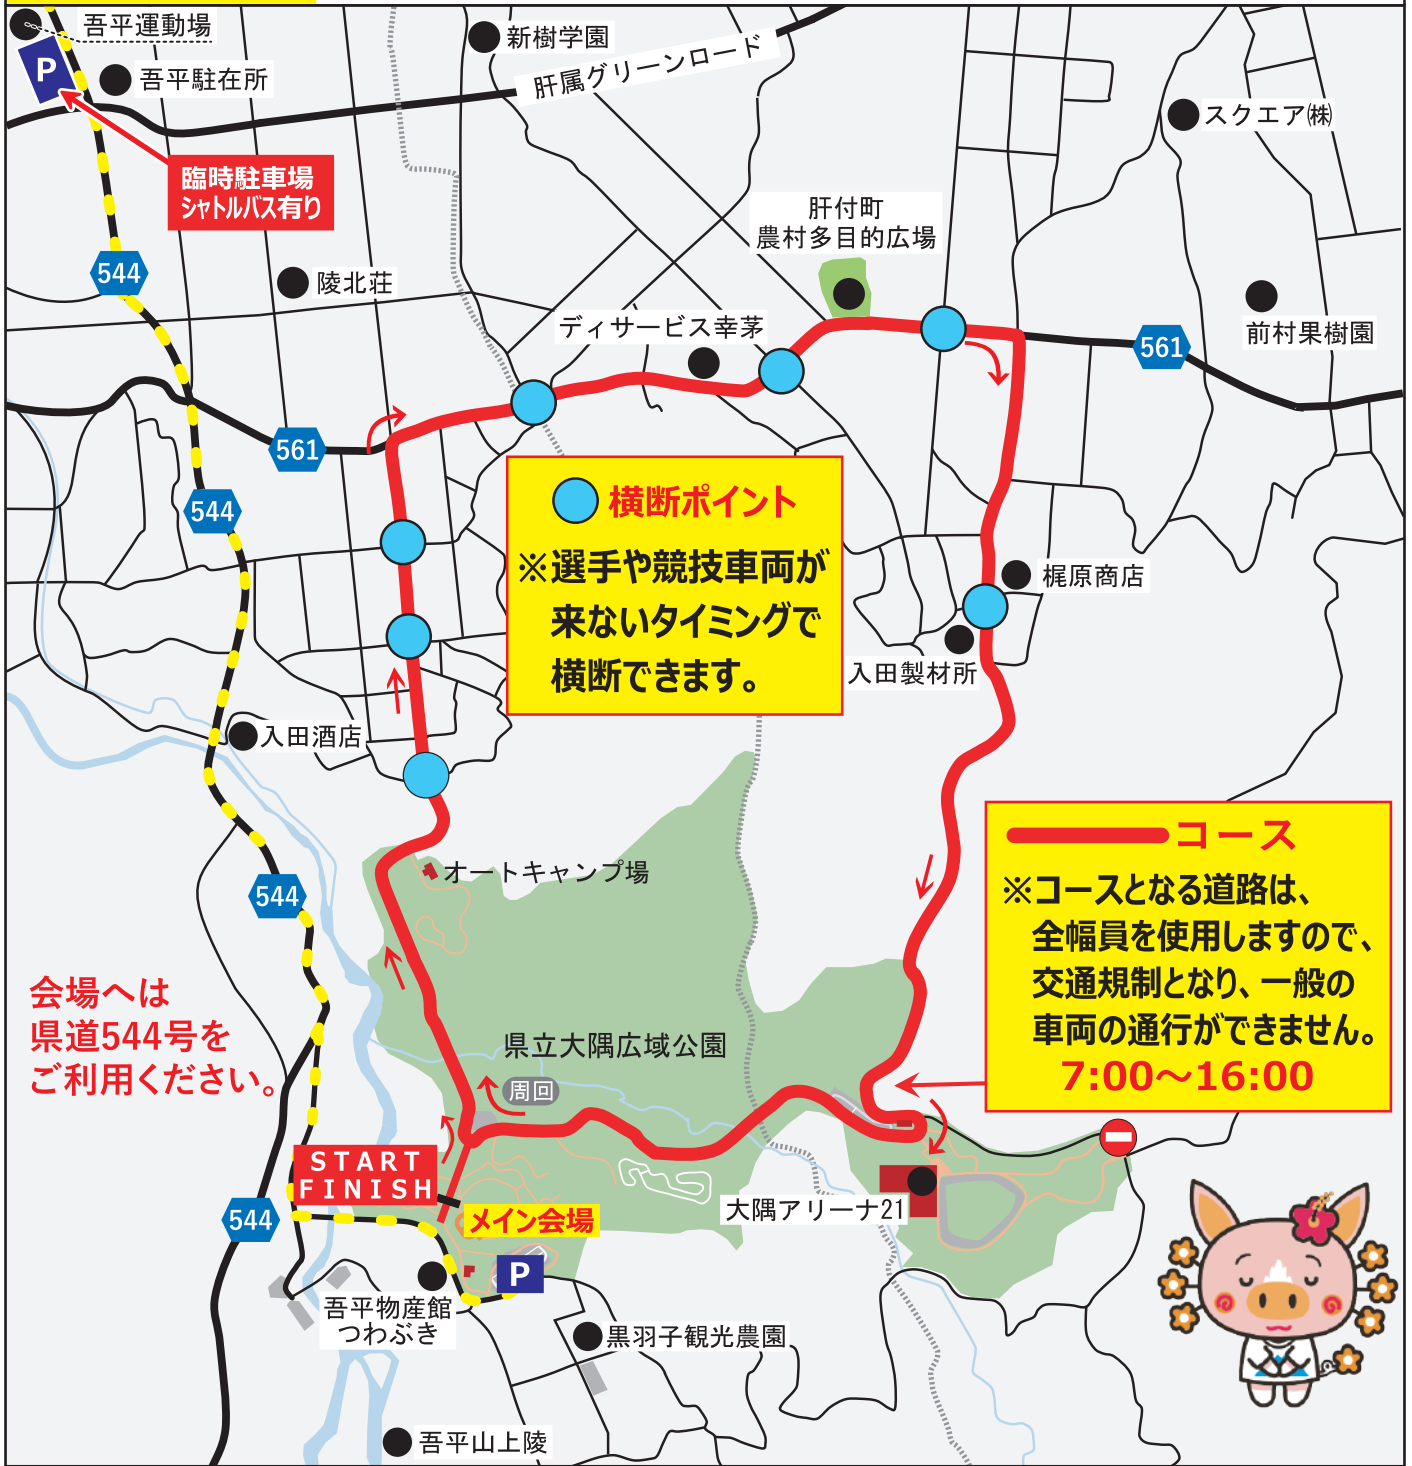 吾平運動場
新樹学園
肝属グリーンロード
P
吾平駐在所
スクエア㈱
臨時駐車場
シャトルバス有り
肝付町
農村多目的広場
544
陵北荘
ディサービス幸茅
前村果樹園
561
561
544
横断ポイント
※選手や競技車両が
来ないタイミングで
横断できます。
梶原商店
入田製材所
入田酒店
オートキャンプ場
コース
※コースとなる道路は、
全幅員を使用しますので、
交通規制となり、一般の
車両の通行ができません。
7:00～16:00
544
会場へは
県道544号を
ご利用ください。
県立大隅広域公園
周回
START
FINISH
メイン会場
大隅アリーナ21
544
P
吾平物産館
つわぶき
黒羽子観光農園
吾平山上陵